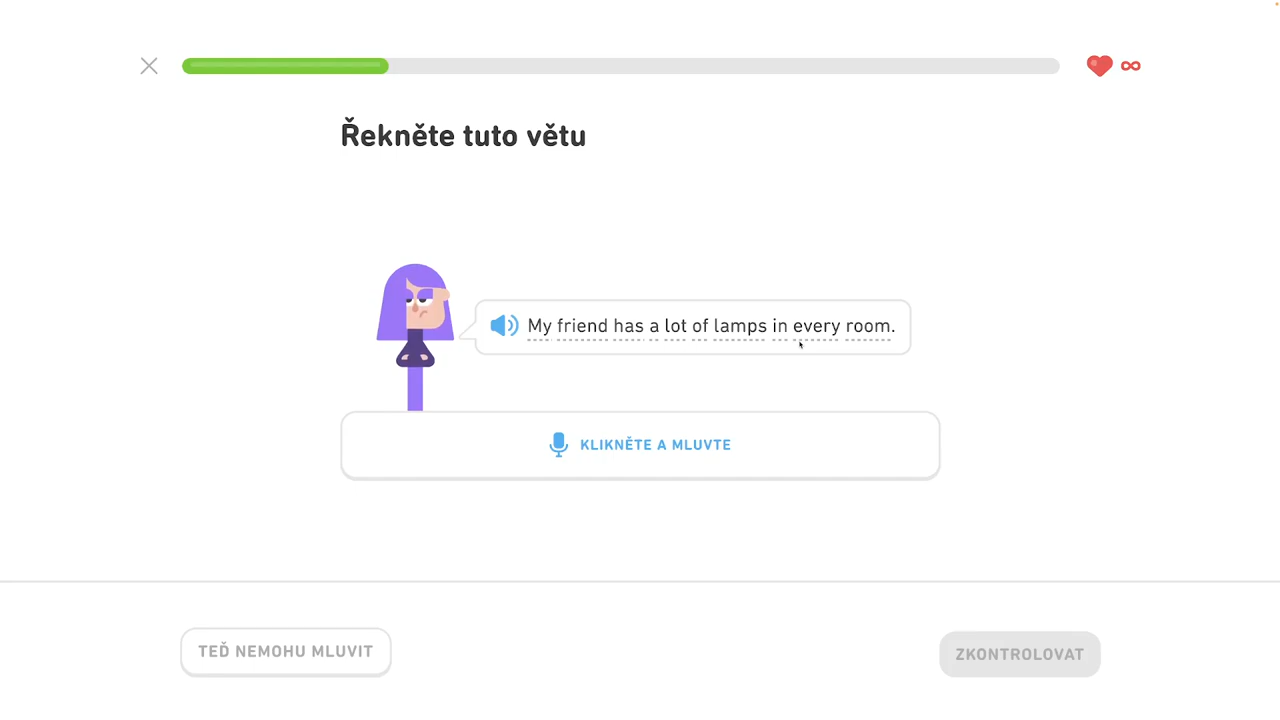 Řekněte tuto větu
My friend has a lot of lamps in every room.
KLIKNĚTE A MLUVTE
TEĎ NEMOHU MLUVIT
ZKONTROLOVAT